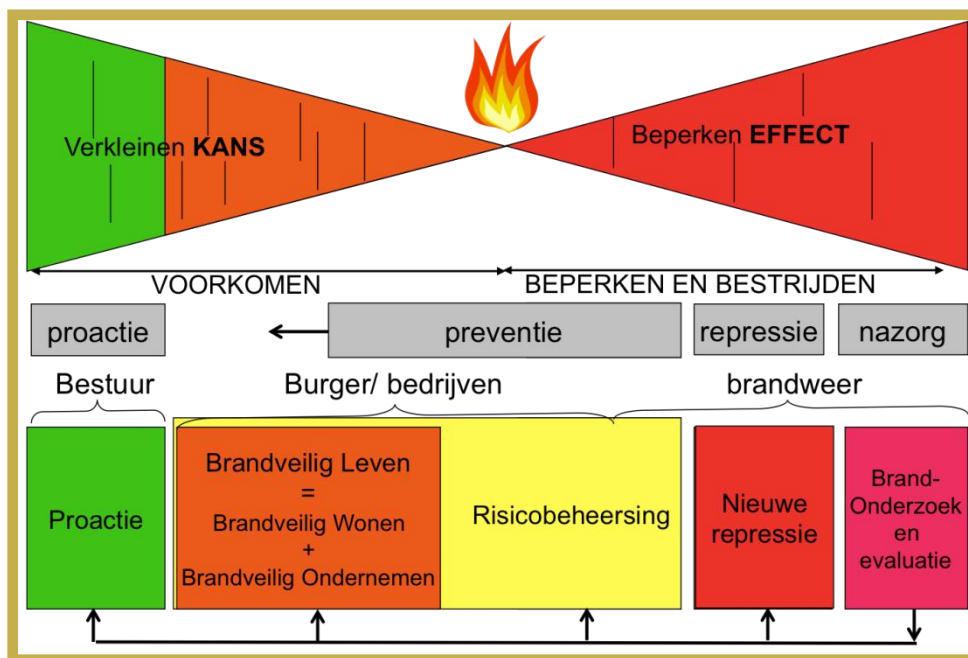 Verkleinen KANS
Beperken EFFECT
VOORKOMEN
BEPERKEN EN BESTRIJDEN
proactie
preventie
repressie
nazorg
Bestuur
Burger/ bedrijven
brandweer
Proactie
Brandveilig Leven
=
Brandveilig Wonen
+
Brandveilig Ondernemen
Risicobeheersing
Nieuwe
repressie
Brand-
Onderzoek
en
evaluatie